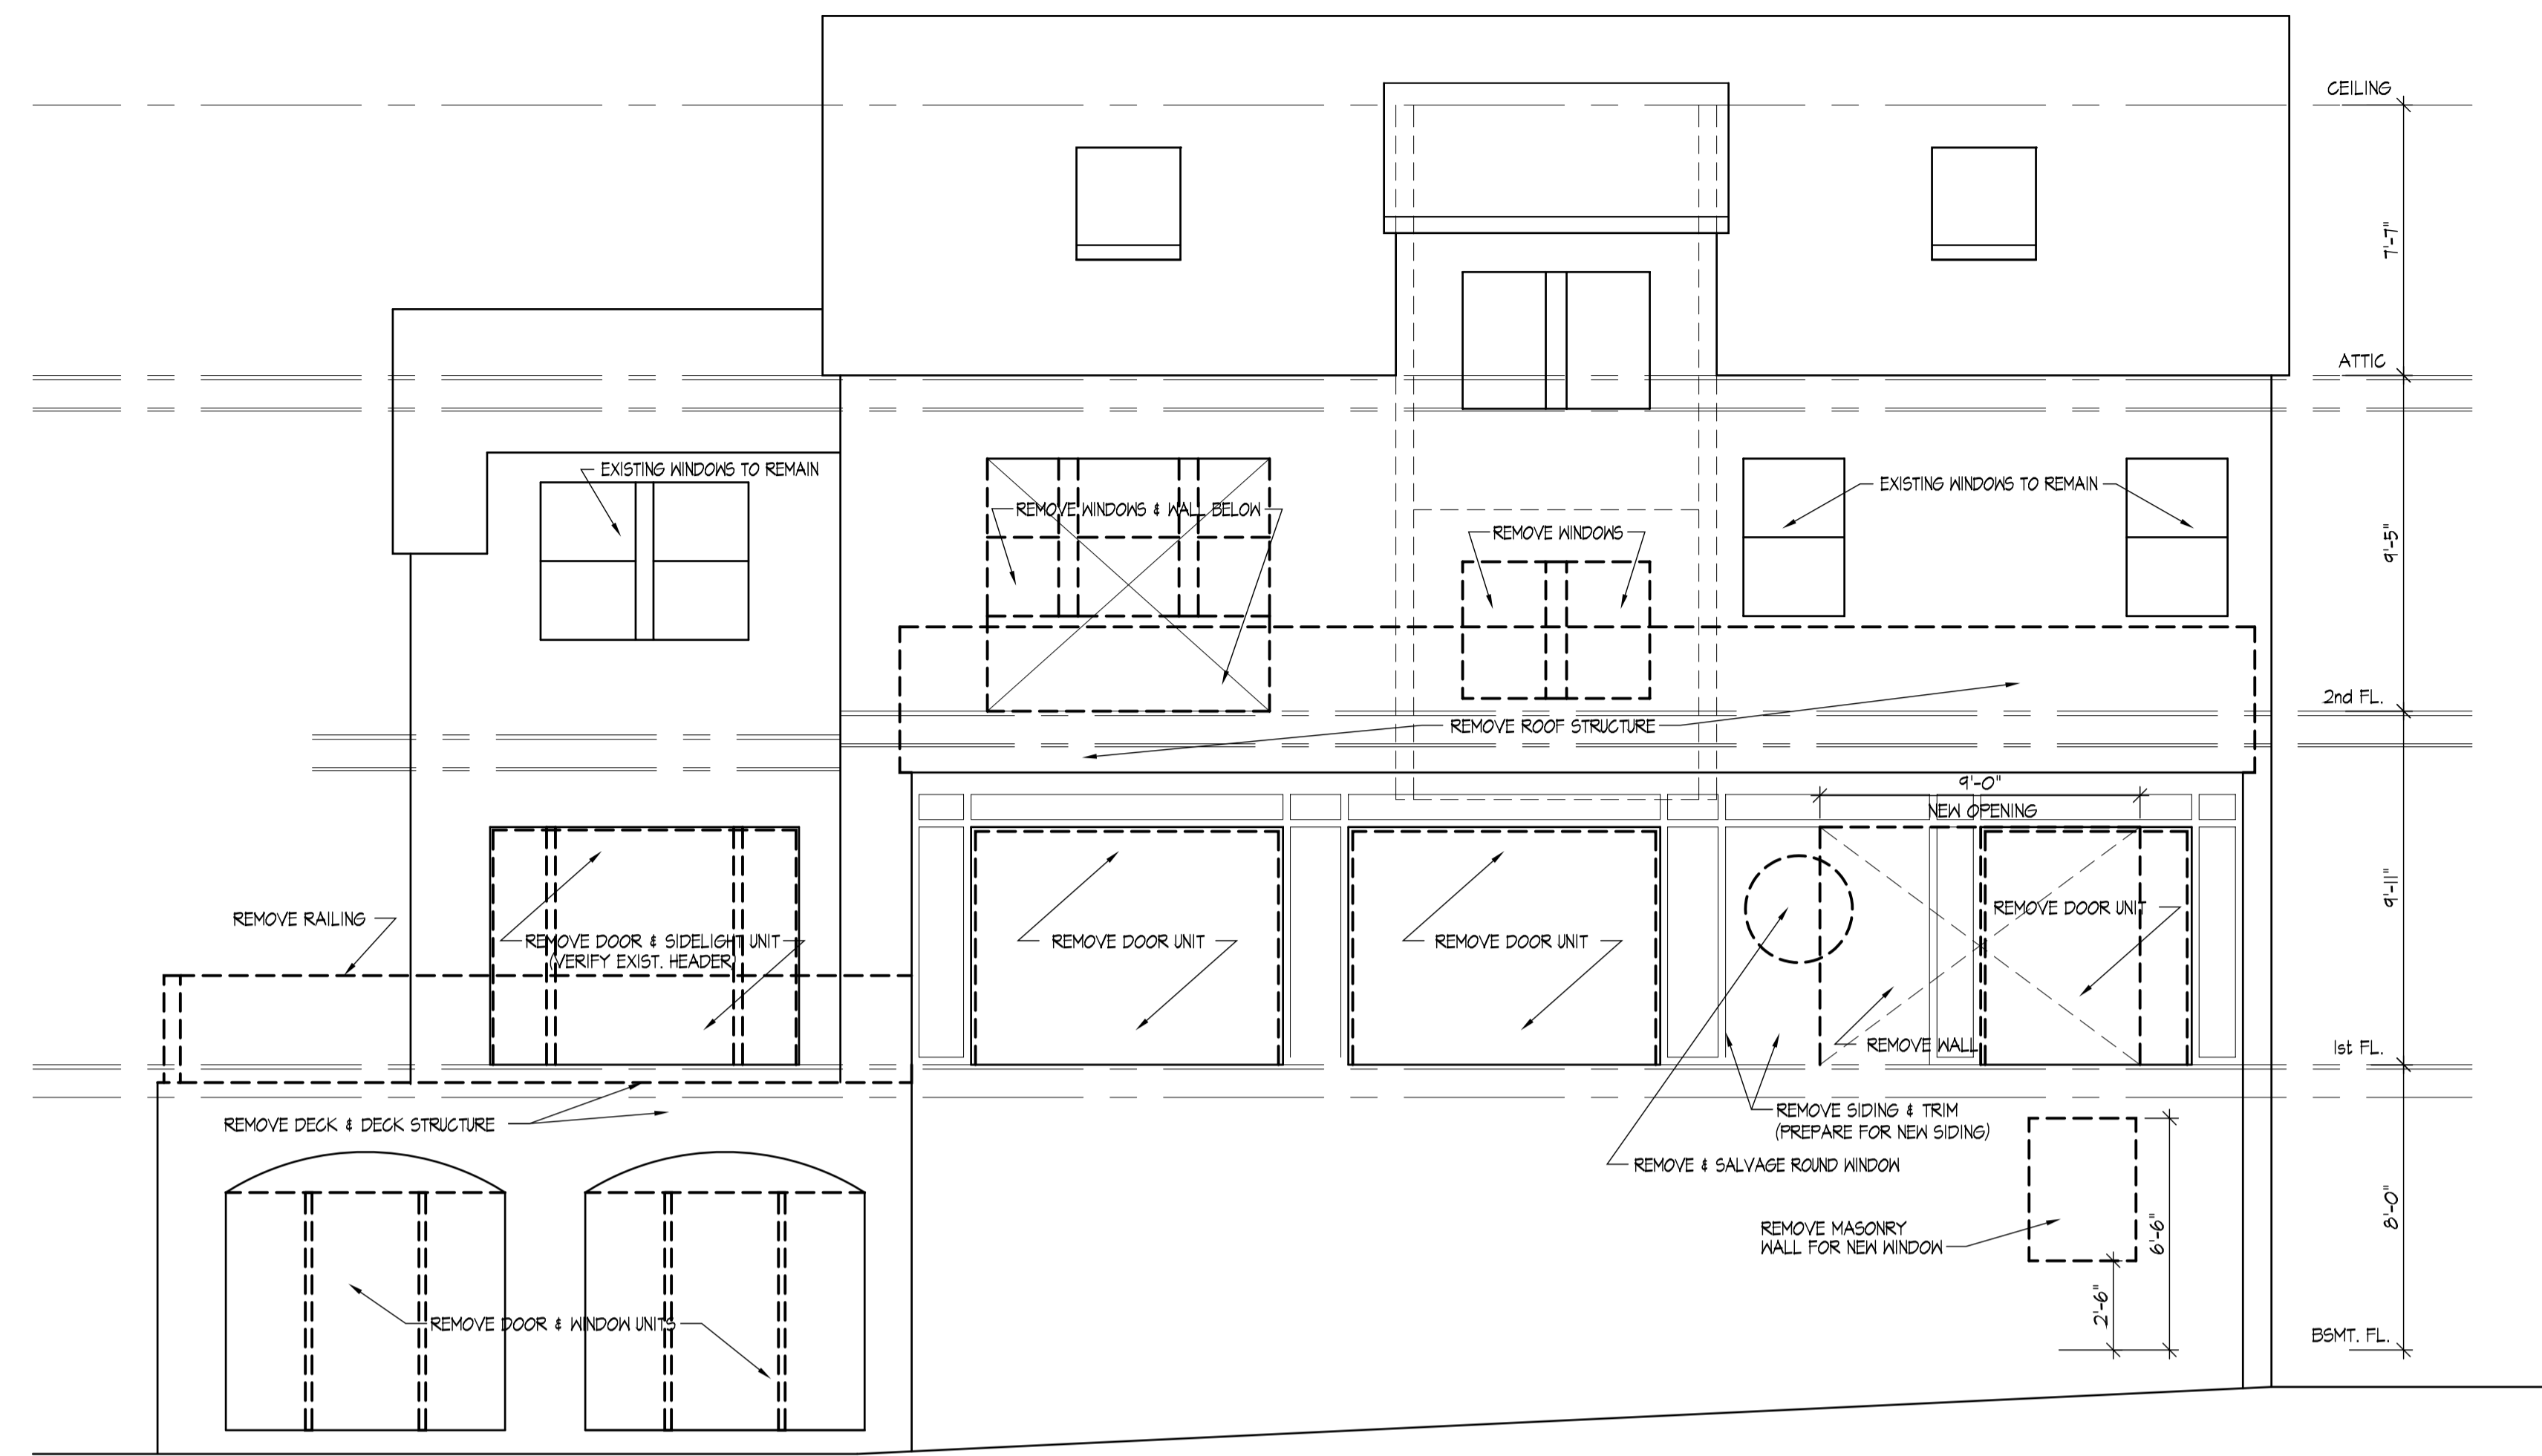 CEILING
7'-7"
ATTIC
EXISTING WINDOWS TO REMAIN
EXISTING WINDOWS TO REMAIN
REMOVE WINDOWS & WALL BELOW
REMOVE WINDOWS
9'-5"
2nd FL.
REMOVE ROOF STRUCTURE
9'-0"
NEW OPENING
9'-11"
REMOVE RAILING
REMOVE DOOR & SIDELIGHT UNIT
(VERIFY EXIST. HEADER)
REMOVE DOOR UNIT
REMOVE DOOR UNIT
REMOVE DOOR UNIT
REMOVE WALL
1st FL.
REMOVE DECK & DECK STRUCTURE
REMOVE SIDING & TRIM
(PREPARE FOR NEW SIDING)
REMOVE & SALVAGE ROUND WINDOW
REMOVE MASONRY
WALL FOR NEW WINDOW
6'-6"
8'-0"
2'-6"
REMOVE DOOR & WINDOW UNITS
BSMT. FL.